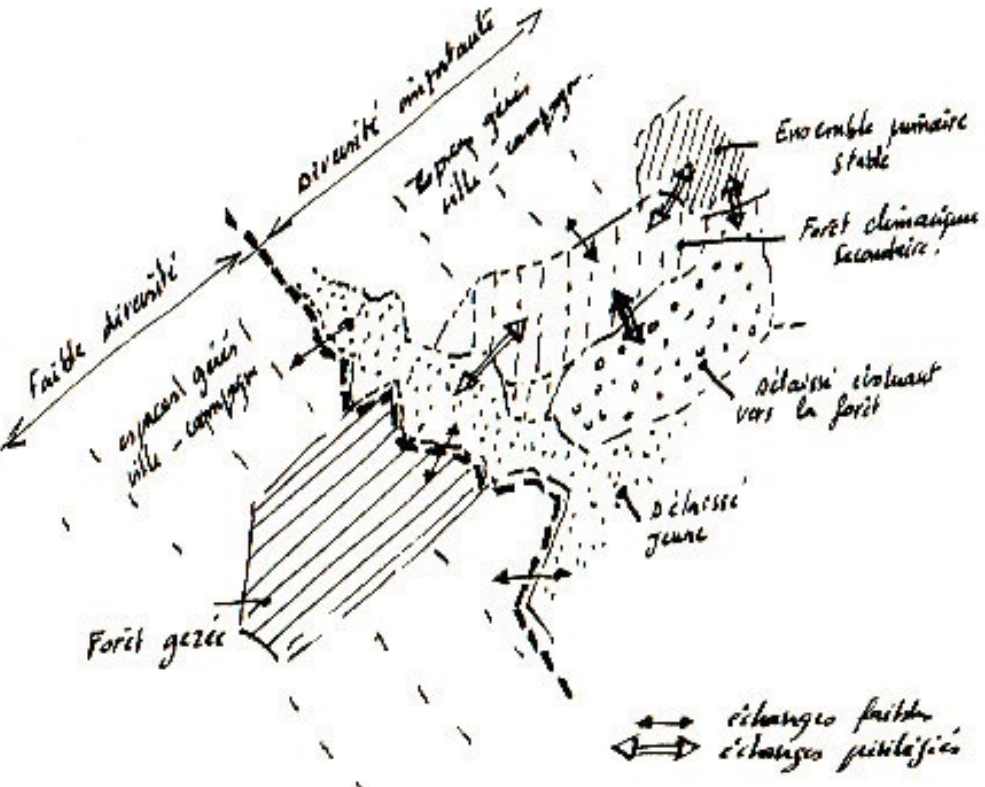 Diversité importante
Espaces gérés
ville - campagne
Ensemble primaire
stable
Forêt climacique
Secondaire.
Faible diversité
espaces gérés
ville - campagne
Délaissé évoluant
vers la forêt
Délaissé
jeune
Forêt gérée
échanges faibles
échanges privilégiés